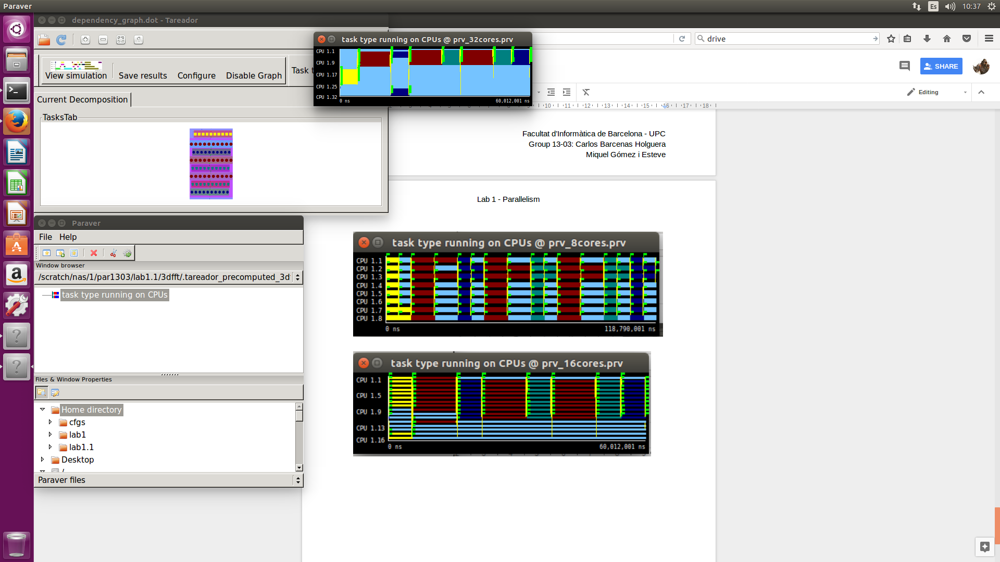 Paraver
Es
10:37
dependency_graph.dot - Tareador
View simulation
Save results
Configure
Disable Graph
Task t
Current Decomposition
TasksTab
task type running on CPUs @ prv_32cores.prv
CPU 1.1
CPU 1.9
CPU 1.17
CPU 1.25
CPU 1.32
0 ns
60,012,001 ns
drive
SHARE
Editing
10 11 12 13 14 15 16 17 18
Facultat d'Informàtica de Barcelona - UPC
Group 13-03: Carlos Barcenas Holguera
Miquel Gómez i Esteve
Lab 1 - Parallelism
task type running on CPUs @ prv_8cores.prv
CPU 1.1
CPU 1.2
CPU 1.3
CPU 1.4
CPU 1.5
CPU 1.6
CPU 1.7
CPU 1.8
0 ns
118,790,001 ns
task type running on CPUs @ prv_16cores.prv
CPU 1.1
CPU 1.5
CPU 1.9
CPU 1.13
CPU 1.16
0 ns
60,012,001 ns
Paraver
File
Help
Window browser
/scratch/nas/1/par1303/lab1.1/3dfft/.tareador_precomputed_3d
task type running on CPUs
Files & Window Properties
Home directory
cfgs
lab1
lab1.1
Desktop
/
Paraver files